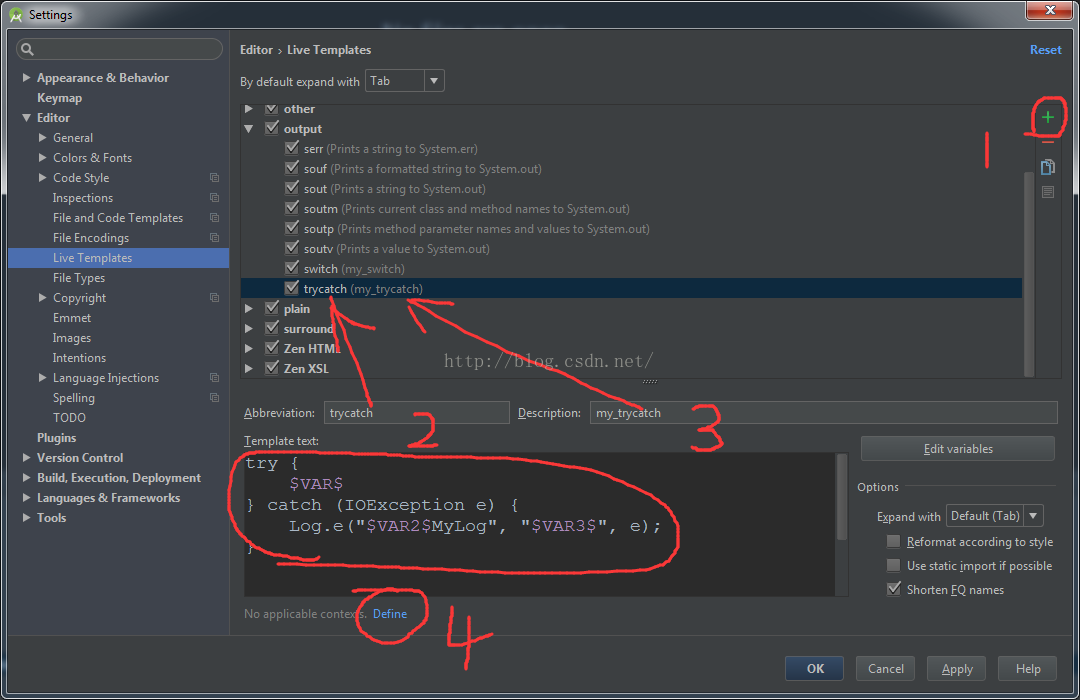 Settings
Editor › Live Templates
Reset
By default expand with Tab
Appearance & Behavior
Keymap
Editor
General
Colors & Fonts
Code Style
Inspections
File and Code Templates
File Encodings
Live Templates
File Types
Copyright
Emmet
Images
Intentions
Language Injections
Spelling
TODO
Plugins
Version Control
Build, Execution, Deployment
Languages & Frameworks
Tools
other
output
serr (Prints a string to System.err)
souf (Prints a formatted string to System.out)
sout (Prints a string to System.out)
soutm (Prints current class and method names to System.out)
soutp (Prints method parameter names and values to System.out)
soutv (Prints a value to System.out)
switch (my_switch)
trycatch (my_trycatch)
plain
surround
Zen HTML
Zen XSL
1
http://blog.csdn.net/
Abbreviation: trycatch
2
Description: my_trycatch
3
Template text:
try {
$VAR$
} catch (IOException e) {
Log.e("$VAR2$MyLog", "$VAR3$", e);
}
Edit variables
Options
Expand with Default (Tab)
Reformat according to style
Use static import if possible
Shorten FQ names
No applicable contexts. Define
4
OK
Cancel
Apply
Help